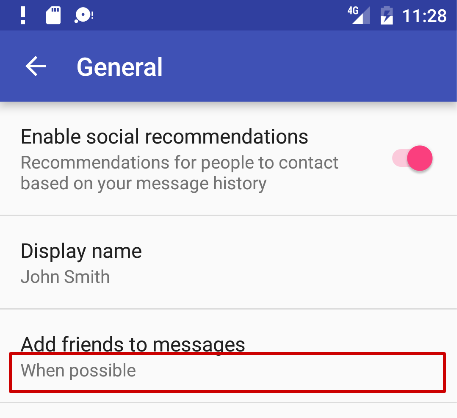 4G 11:28
General
Enable social recommendations
Recommendations for people to contact
based on your message history
Display name
John Smith
Add friends to messages
When possible